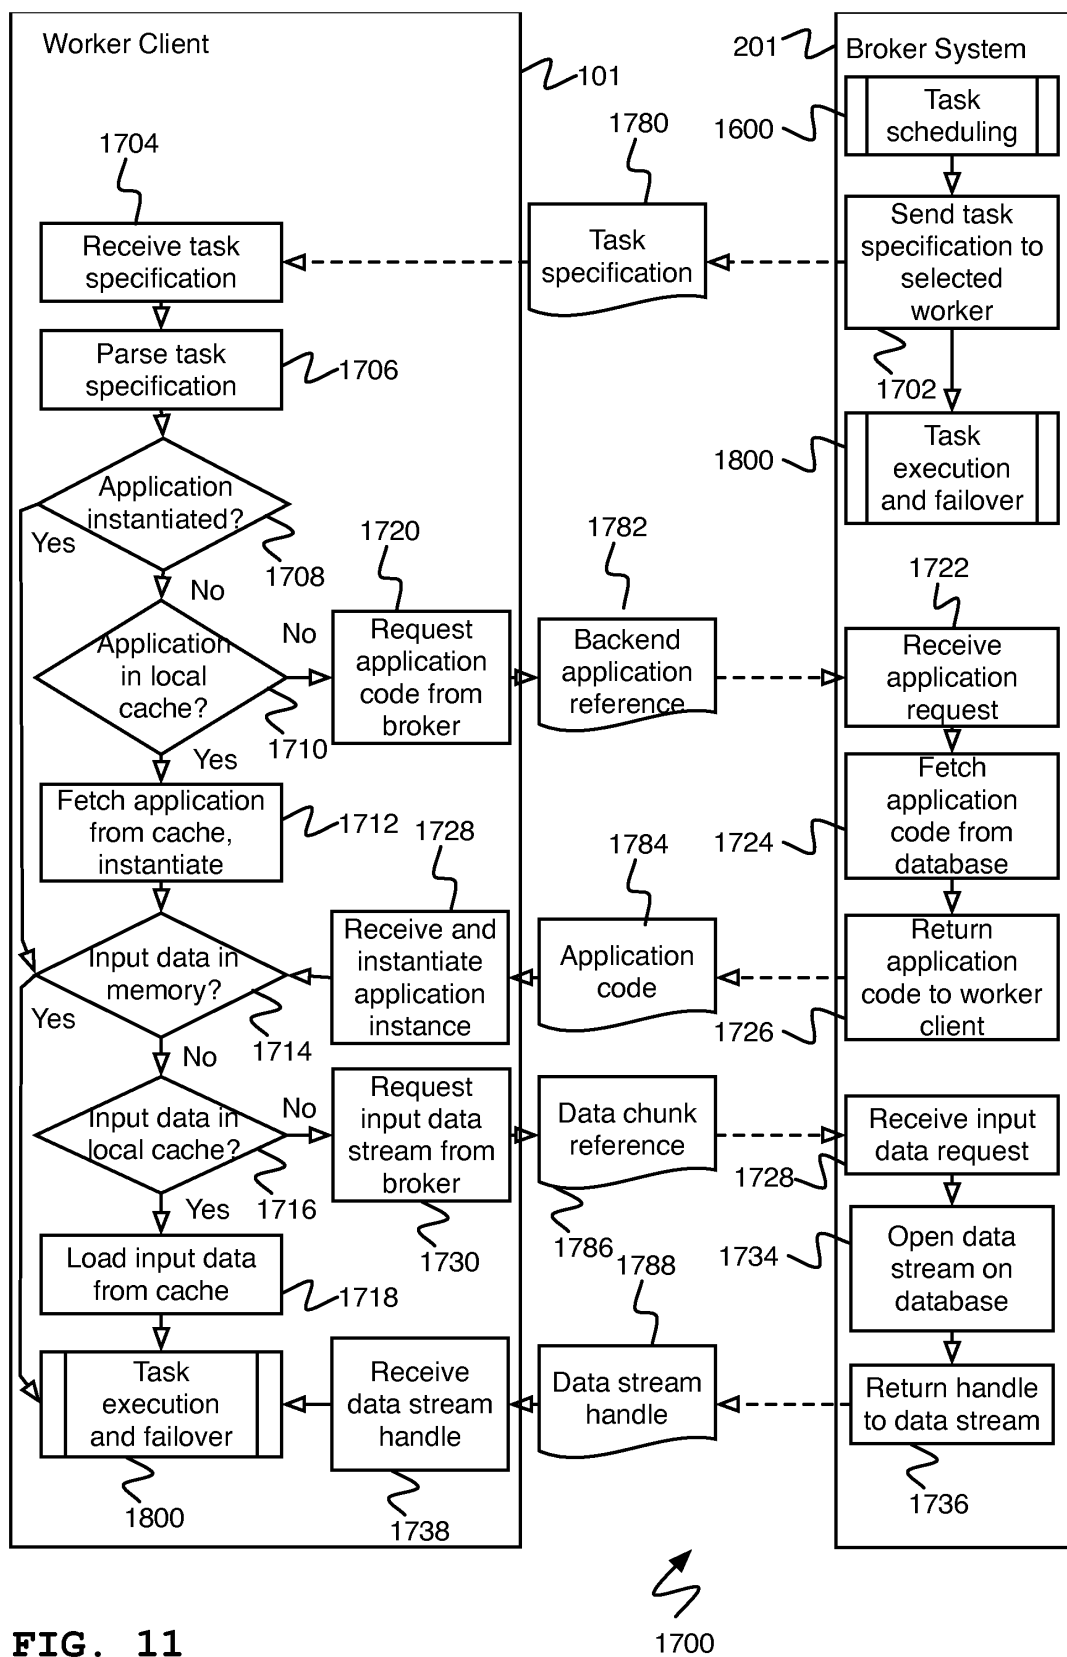 Worker Client
201
Broker System
101
1600
Task
scheduling
1780
1704
Receive task
specification
Task
specification
Send task
specification to
selected
worker
1702
Parse task
specification
1706
1800
Task
execution
and failover
Application
instantiated?
Yes
1708
No
1720
1782
1722
Application
in local
cache?
No
1710
Yes
Request
application
code from
broker
Backend
application
reference
Receive
application
request
Fetch application
from cache,
instantiate
1712
1728
1784
1724
Fetch
application
code from
database
Input data in
memory?
Yes
1714
No
Receive and
instantiate
application
instance
Application
code
1726
Return
application
code to worker
client
Input data in
local cache?
No
1716
Yes
Request
input data
stream from
broker
1730
Data chunk
reference
1786
Receive input
data request
1728
1734
Open data
stream on
database
Load input data
from cache
1718
1788
Task
execution
and failover
1800
Receive
data stream
handle
1738
Data stream
handle
Return handle
to data stream
1736
1700
FIG. 11